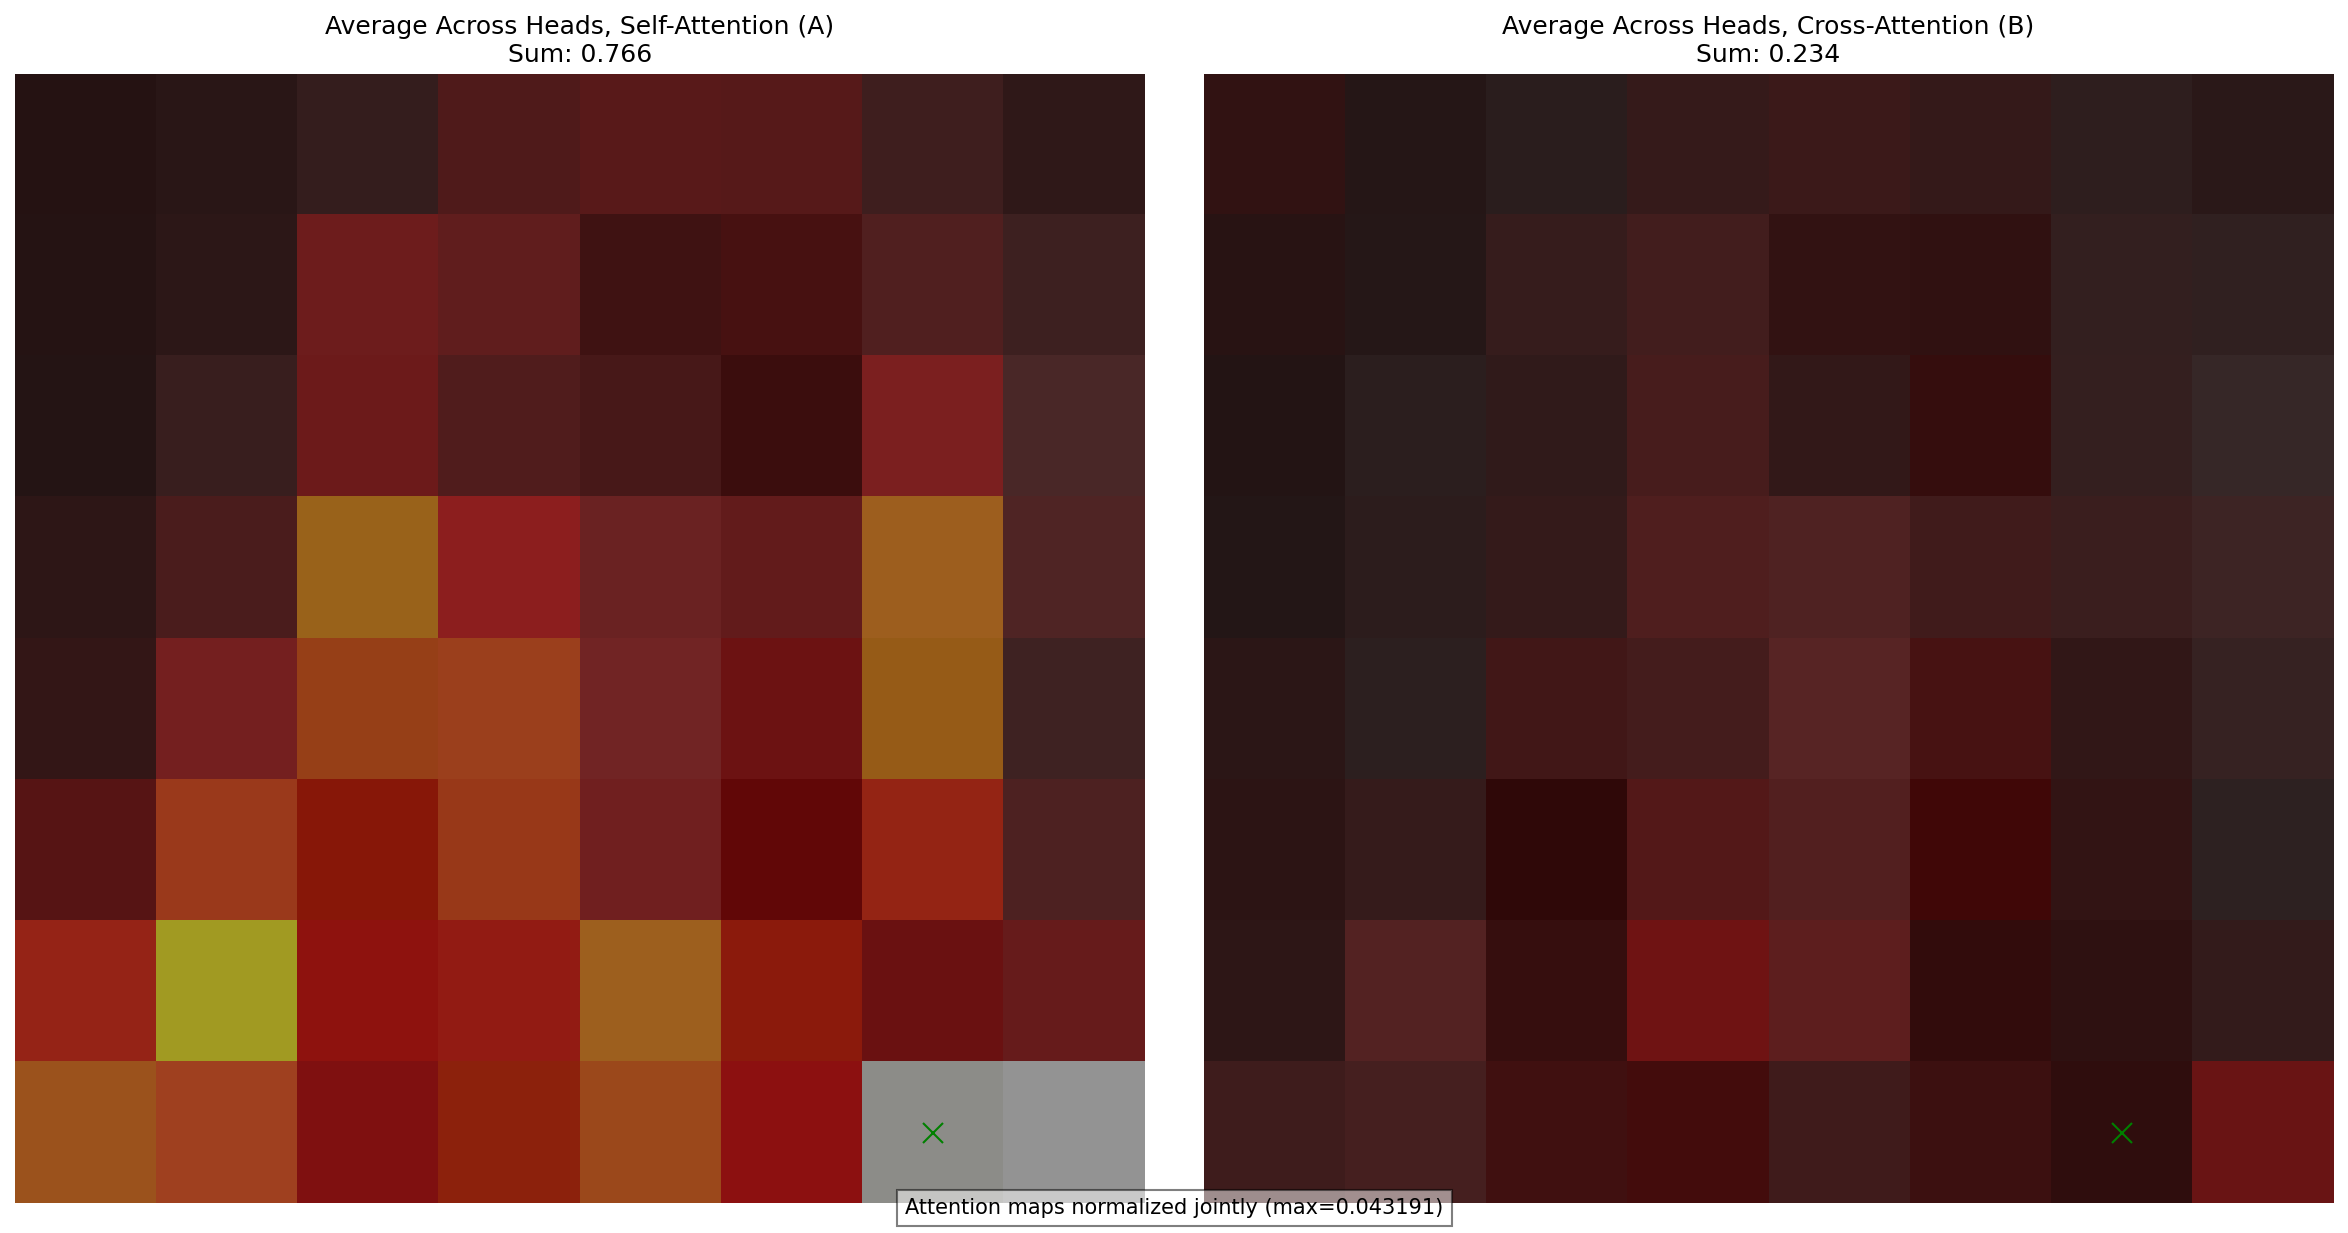 Average Across Heads, Self-Attention (A)
Sum: 0.766
Average Across Heads, Cross-Attention (B)
Sum: 0.234
Attention maps normalized jointly (max=0.043191)